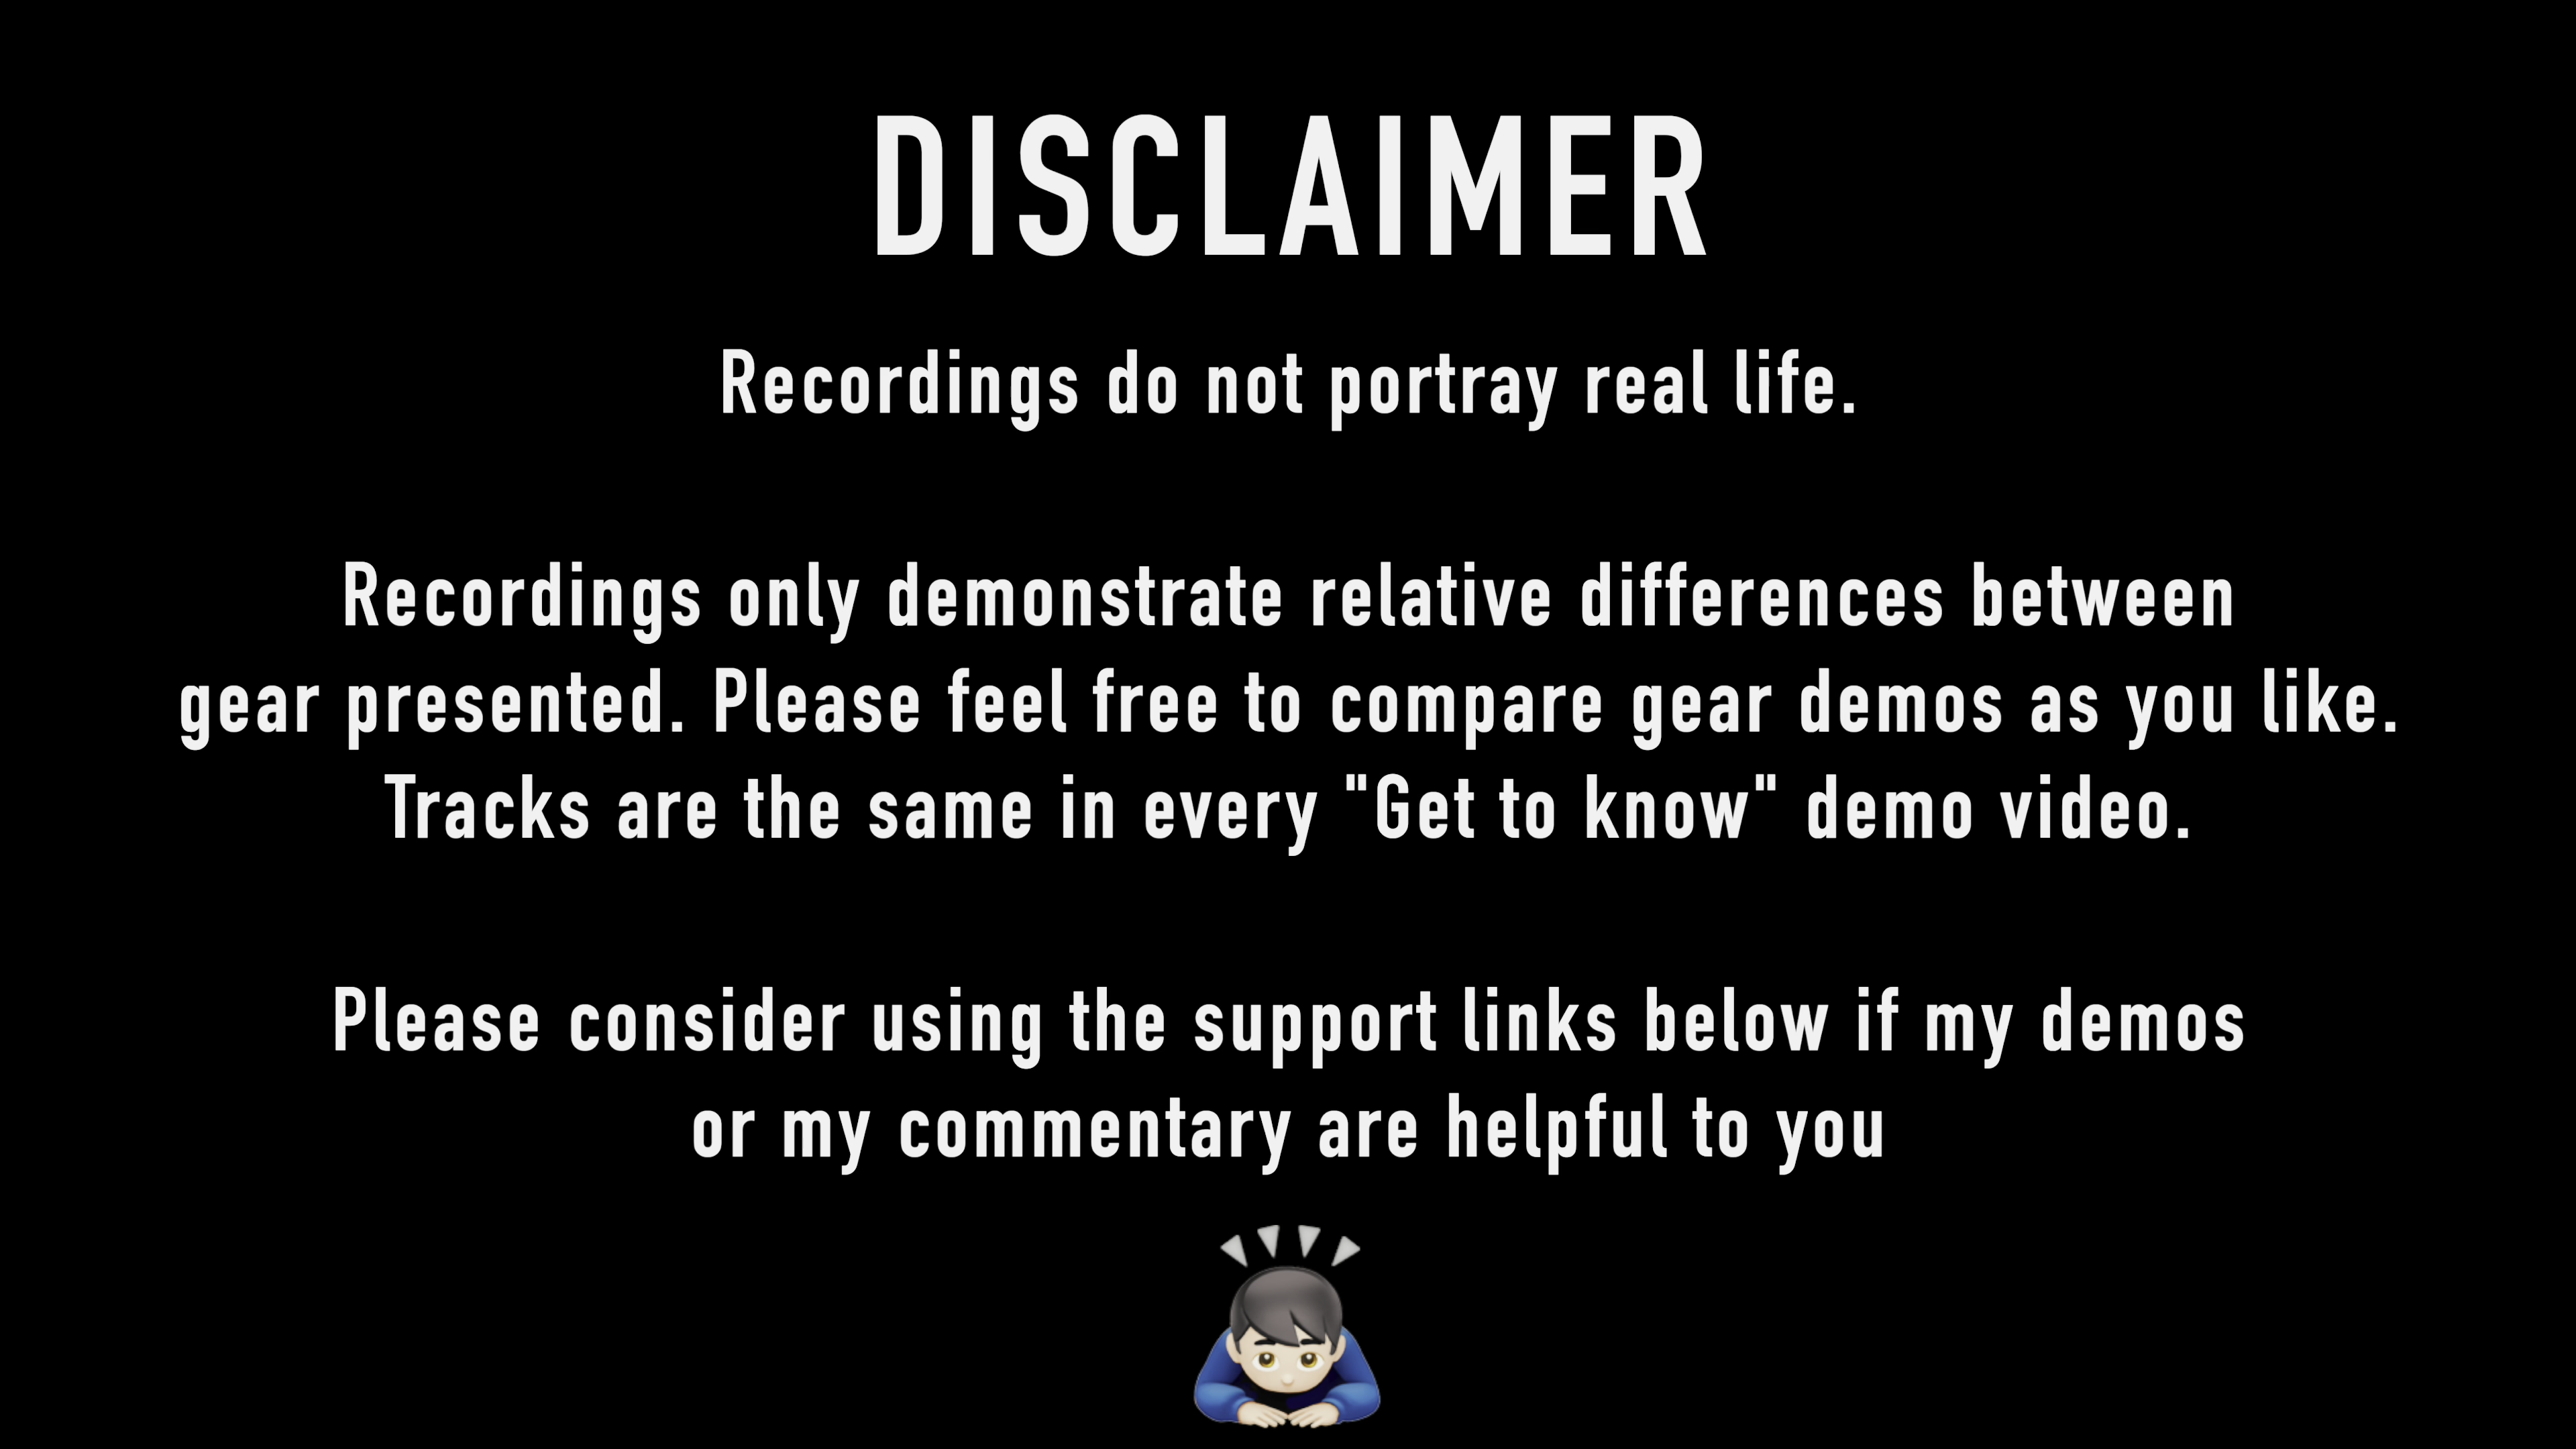 DISCLAIMER
Recordings do not portray real life.
Recordings only demonstrate relative differences between
gear presented. Please feel free to compare gear demos as you like.
Tracks are the same in every "Get to know" demo video.
Please consider using the support links below if my demos
or my commentary are helpful to you